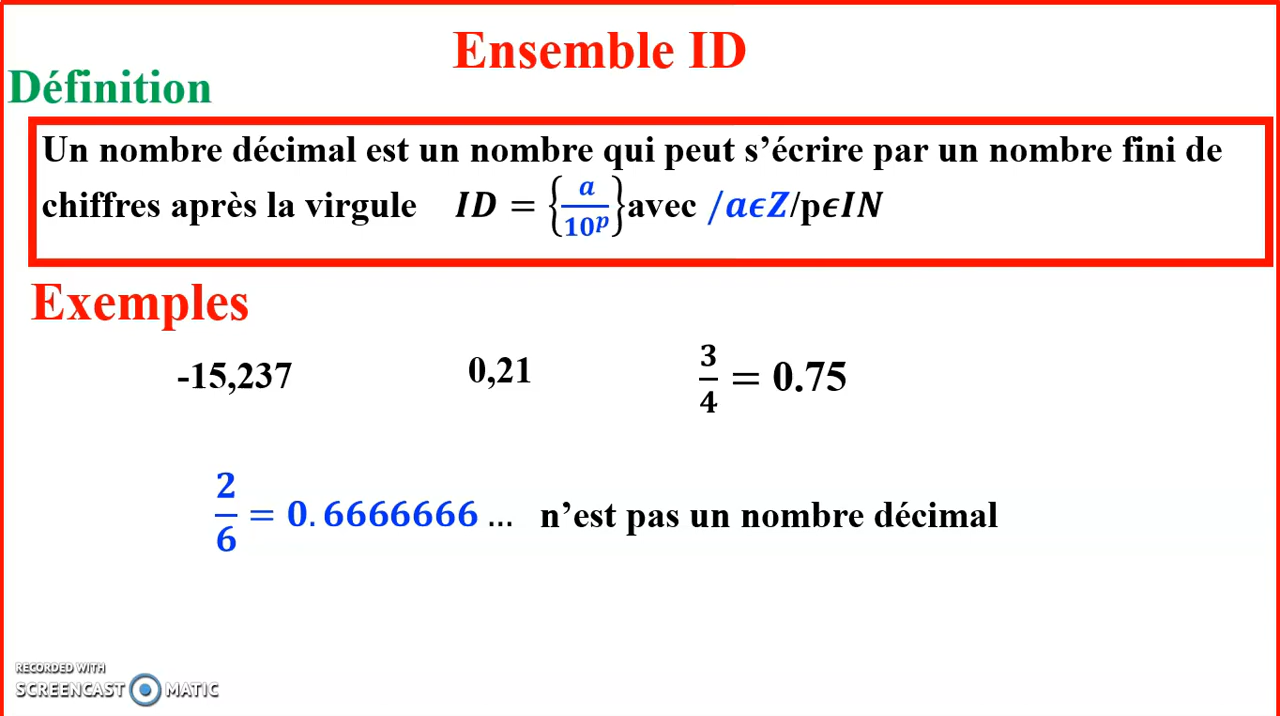 Ensemble ID
Définition
Un nombre décimal est un nombre qui peut s’écrire par un nombre fini de
chiffres après la virgule ID = {a/10^p} avec /aϵZ/pϵIN
Exemples
-15,237 0,21 3/4 = 0.75
2/6 = 0.6666666 ... n’est pas un nombre décimal
RECORDED WITH
SCREENCAST MATIC